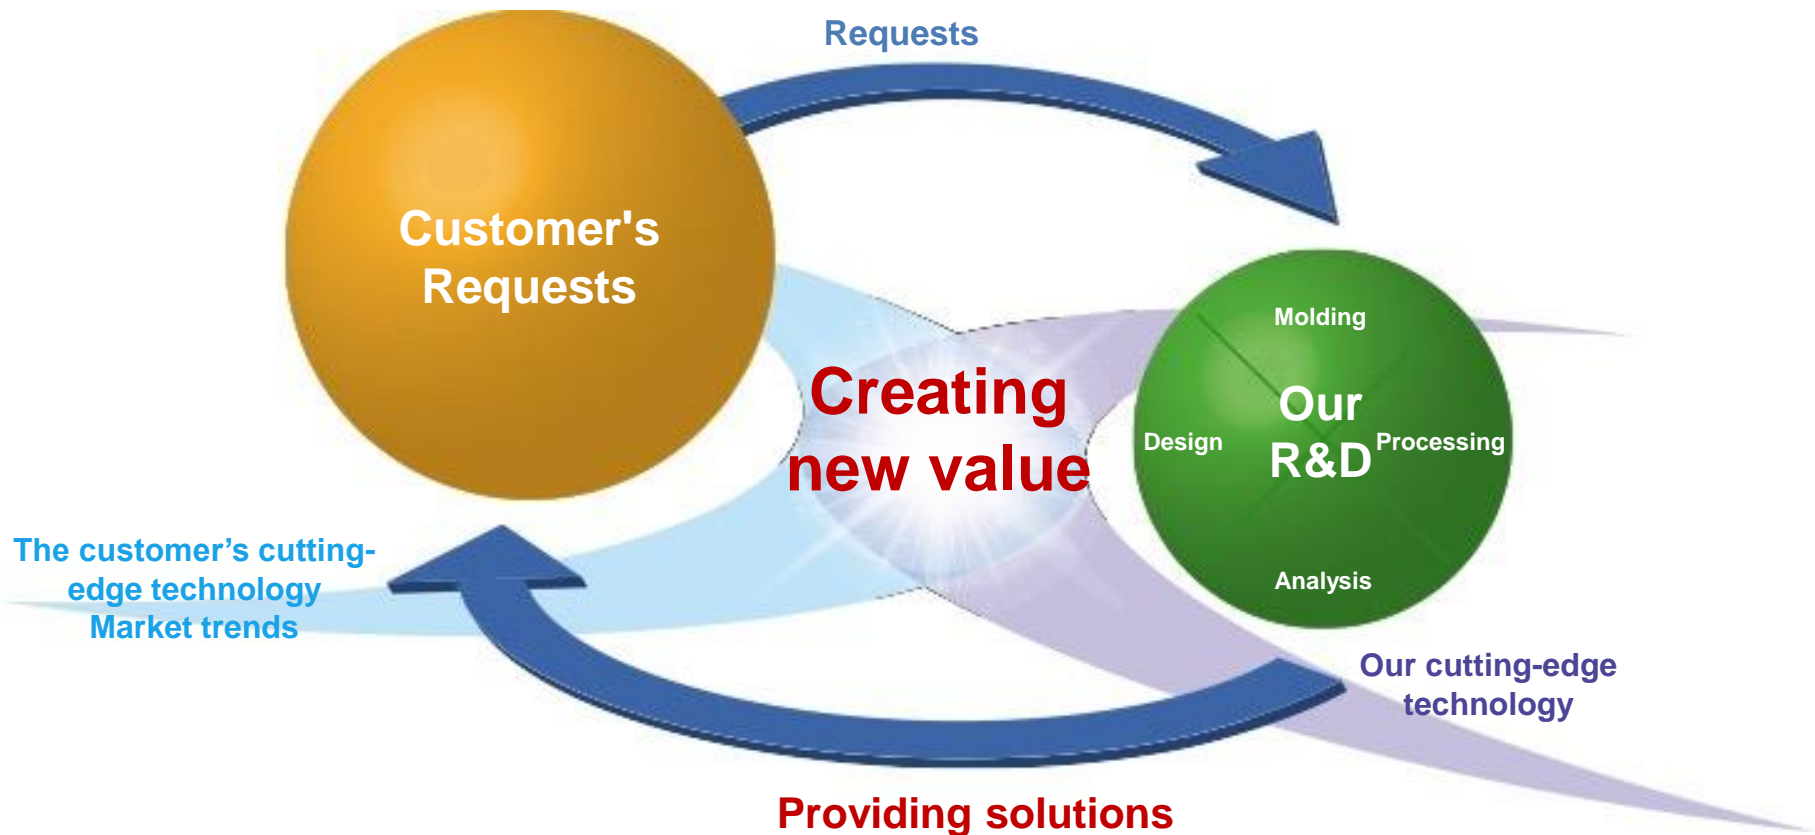 Requests
Customer's
Requests
Molding
Creating
new value
Our
R&D
Design
Processing
Analysis
The customer’s cutting-
edge technology
Market trends
Our cutting-edge
technology
Providing solutions